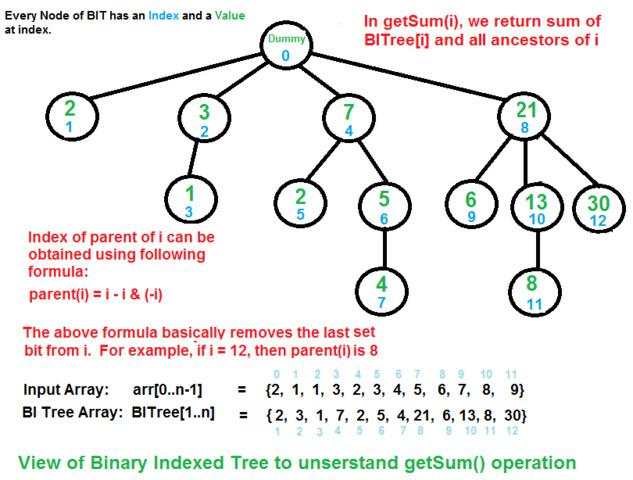 Every Node of BIT has an Index and a Value
at index.
In getSum(i), we return sum of
BITree[i] and all ancestors of i
Dummy
0
2
1
3
2
7
4
21
8
1
3
2
5
5
6
6
9
13
10
30
12
4
7
8
11
Index of parent of i can be
obtained using following
formula:
parent(i) = i - i & (-i)
The above formula basically removes the last set
bit from i. For example, if i = 12, then parent(i) is 8
0 1 2 3 4 5 6 7 8 9 10 11
Input Array: arr[0..n-1] = {2, 1, 1, 3, 2, 3, 4, 5, 6, 7, 8, 9}
BI Tree Array: BITree[1..n] = { 2, 3, 1, 7, 2, 5, 4, 21, 6, 13, 8, 30}
1 2 3 4 5 6 7 8 9 10 11 12
View of Binary Indexed Tree to unserstand getSum() operation